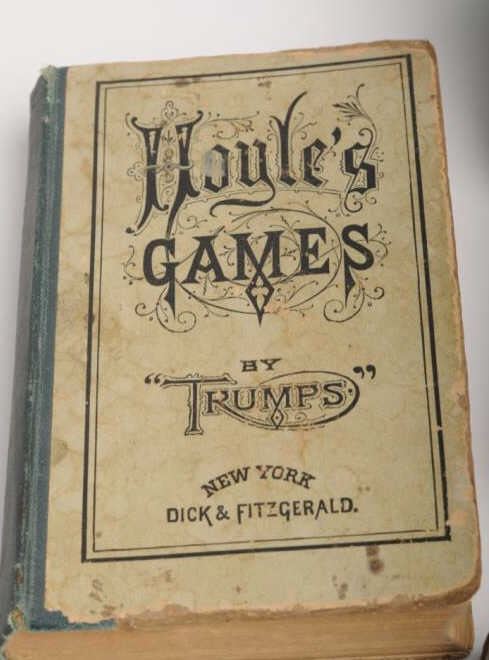 Hoyle's
GAMES
BY
"TRUMPS."
NEW YORK
DICK & FITZGERALD.